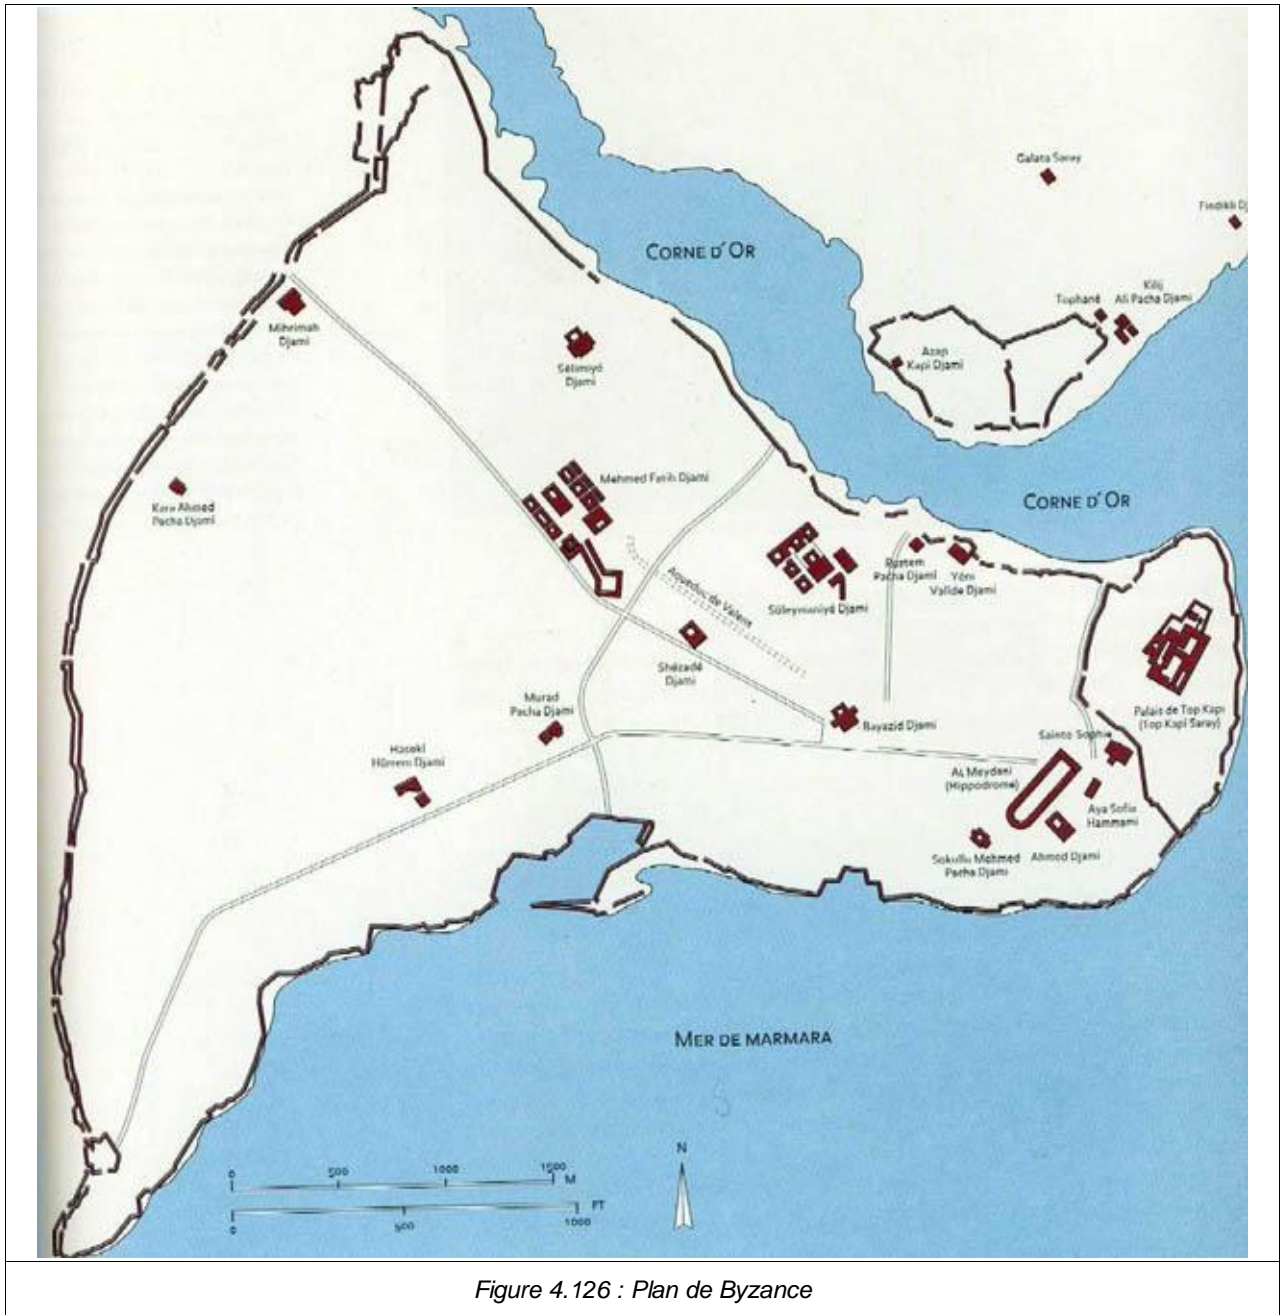 Galata Saray
Findikli Dj
CORNE D'OR
Kilij
Tophané Ali Pacha Djami
Mihrimah
Djami
Sélimiyé
Djami
Azap
Kapi Djami
Mehmed Fatih Djami
CORNE D'OR
Kara Ahmed
Pacha Djami
Rustem
Pacha Djami
Yéni
Valide Djami
Aqueduc de Valens
Süleymaniyé Djami
Shézadé
Djami
Murad
Pacha Djami
Bayazid Djami
Palais de Top Kapi
(Top Kapi Saray)
Sainte Sophie
Haseki
Hürrem Djami
At Meydani
(Hippodrome)
Aya Sofia
Hammami
Sokullu Mehmed
Pacha Djami
Ahmed Djami
MER DE MARMARA
N
0 500 1000 1500
M
FT
0 500 1000
Figure 4.126 : Plan de Byzance